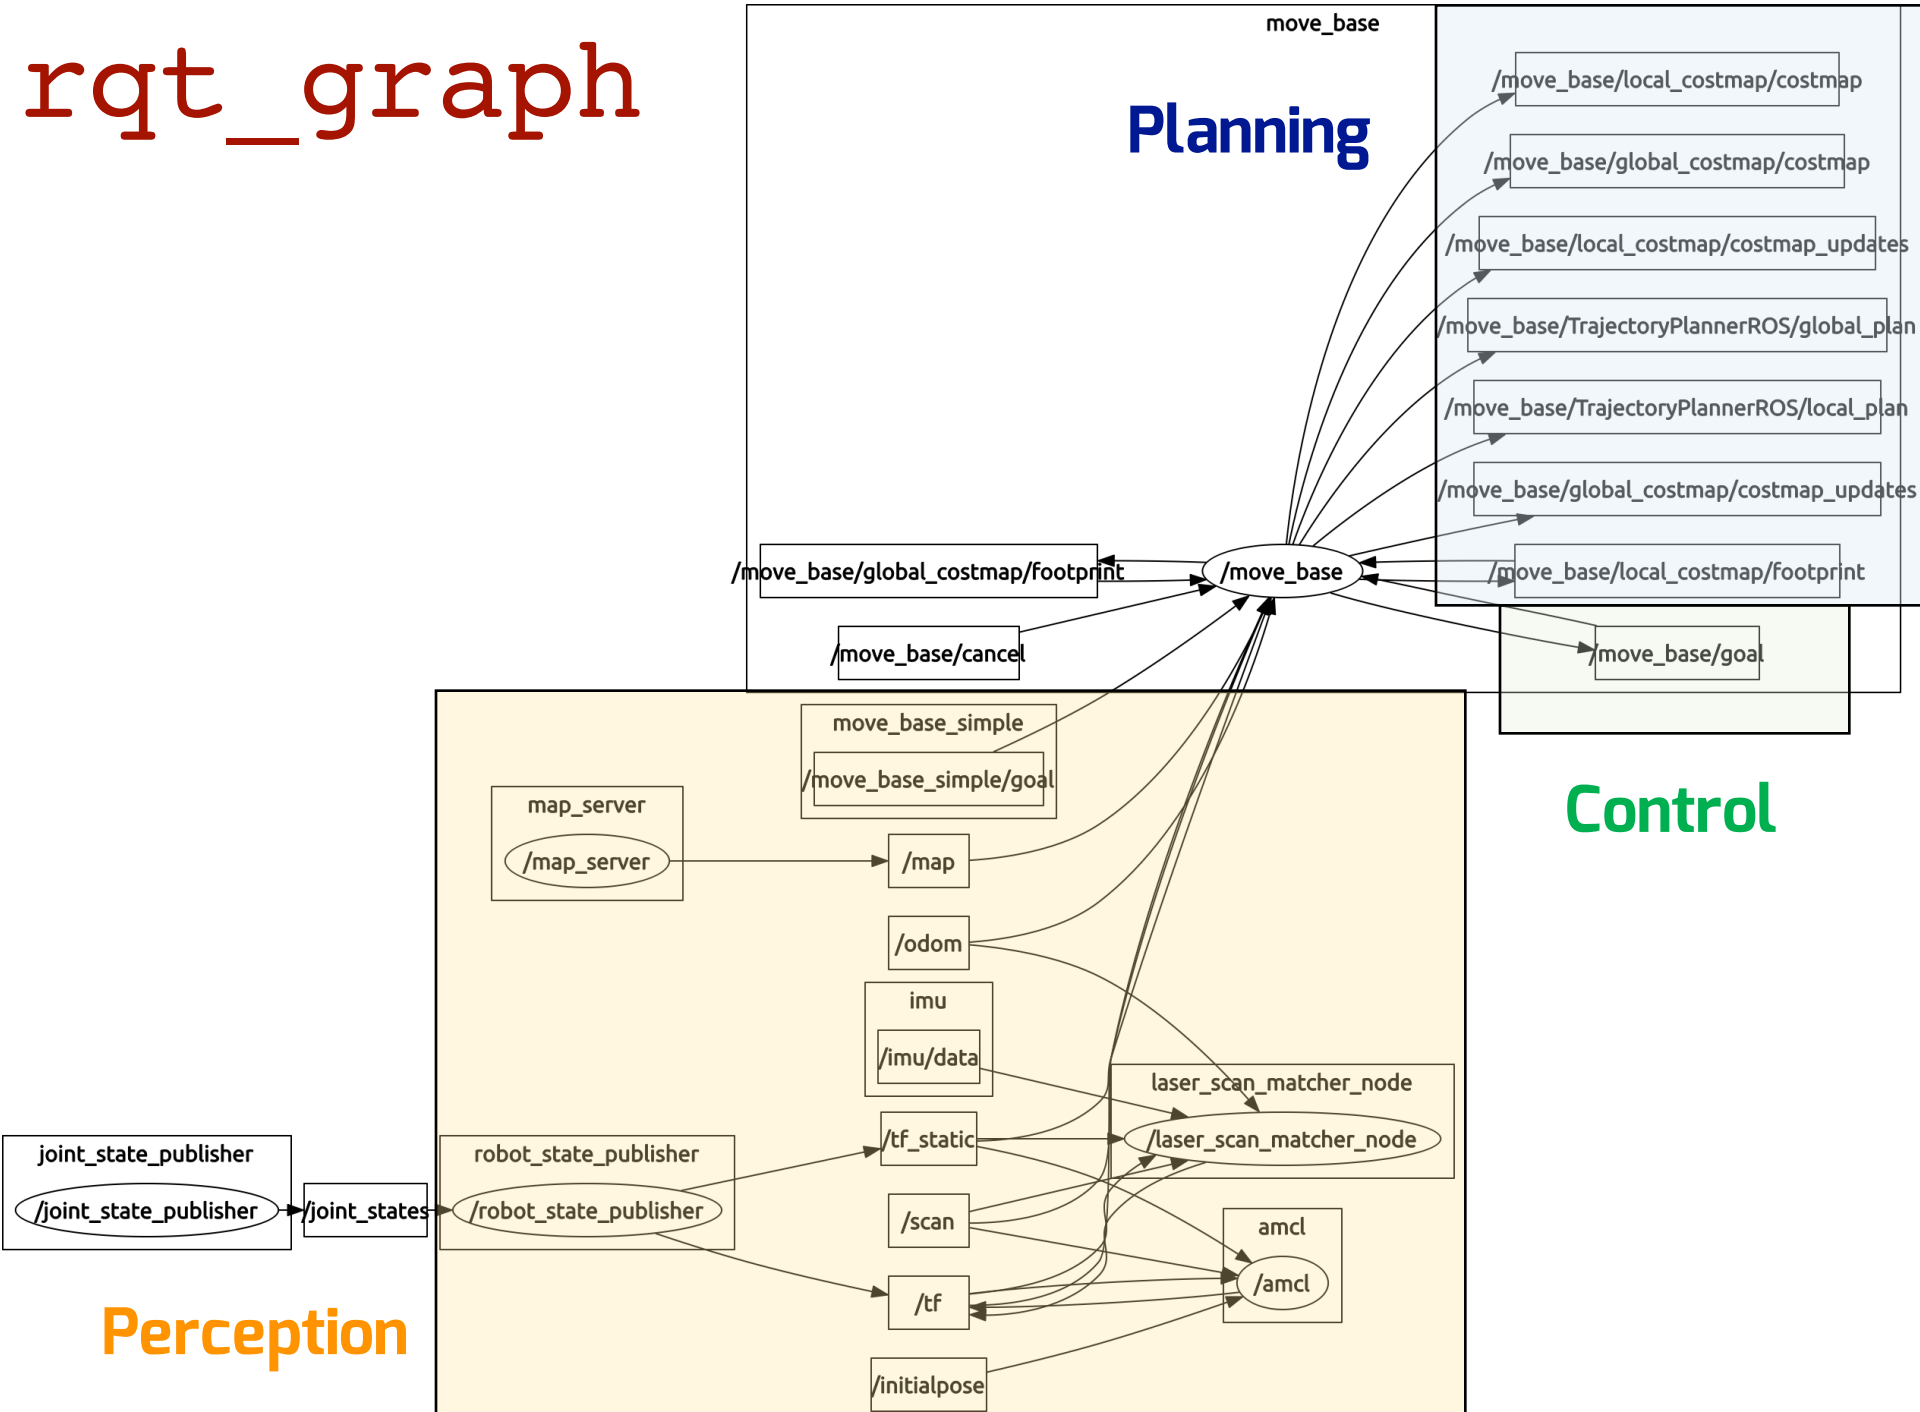 rqt_graph
move_base
Planning
/move_base/local_costmap/costmap
/move_base/global_costmap/costmap
/move_base/local_costmap/costmap_updates
/move_base/TrajectoryPlannerROS/global_plan
/move_base/TrajectoryPlannerROS/local_plan
/move_base/global_costmap/costmap_updates
/move_base/global_costmap/footprint
/move_base
/move_base/local_costmap/footprint
/move_base/cancel
/move_base/goal
Control
move_base_simple
/move_base_simple/goal
map_server
/map_server
/map
/odom
imu
/imu/data
laser_scan_matcher_node
/laser_scan_matcher_node
/tf_static
joint_state_publisher
/joint_state_publisher
/joint_states
robot_state_publisher
/robot_state_publisher
/scan
amcl
/amcl
/tf
/initialpose
Perception